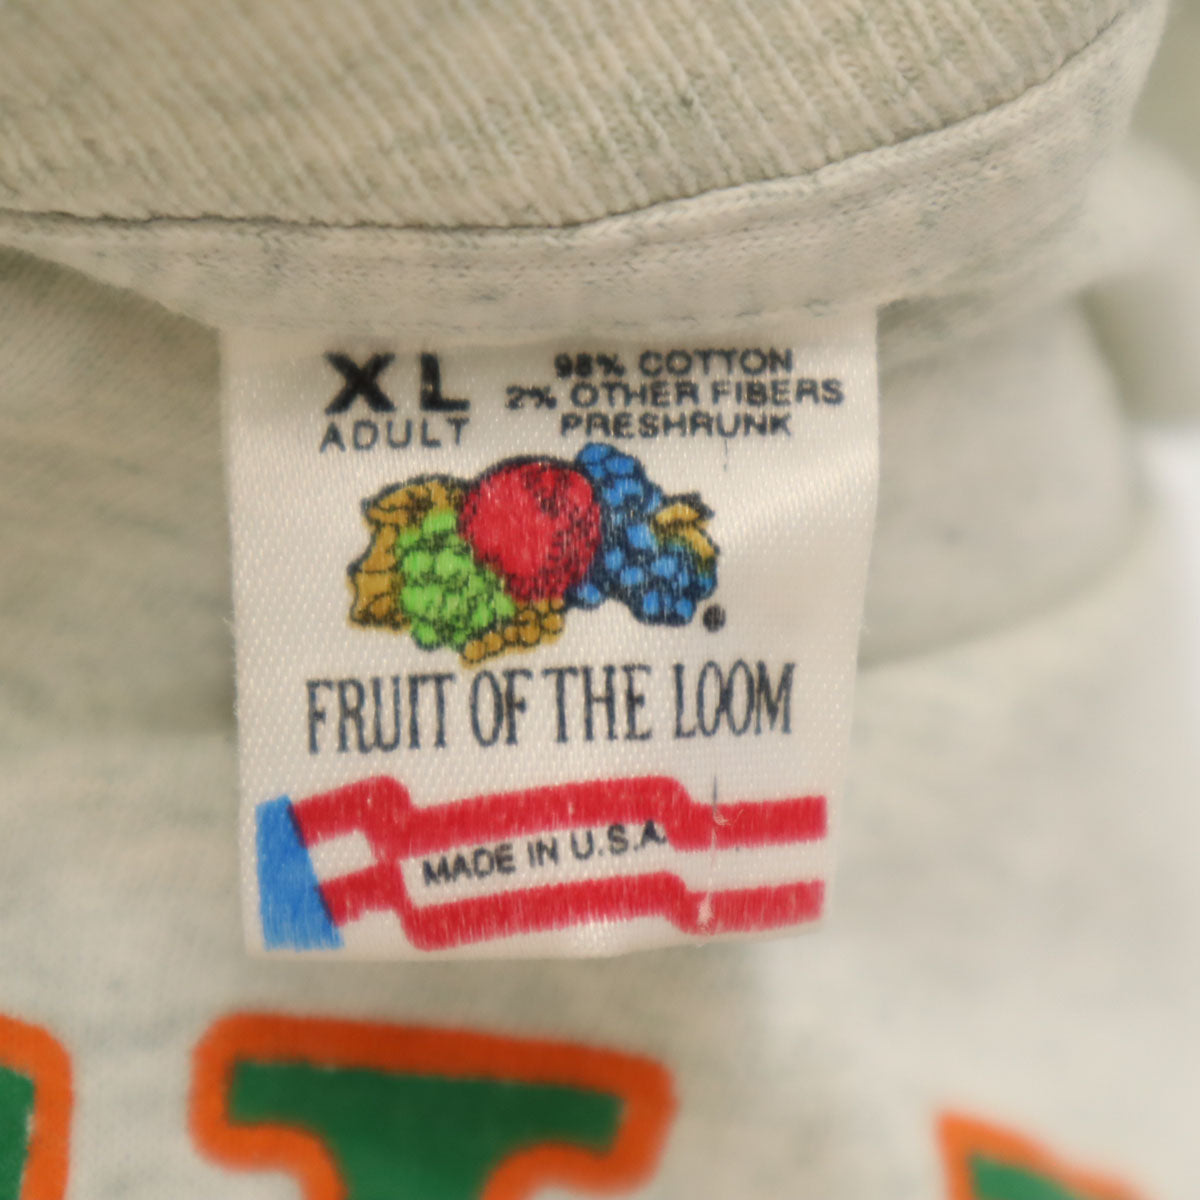 XL
ADULT
98% COTTON
2% OTHER FIBERS
PRESHRUNK
FRUIT OF THE LOOM
MADE IN U.S.A.